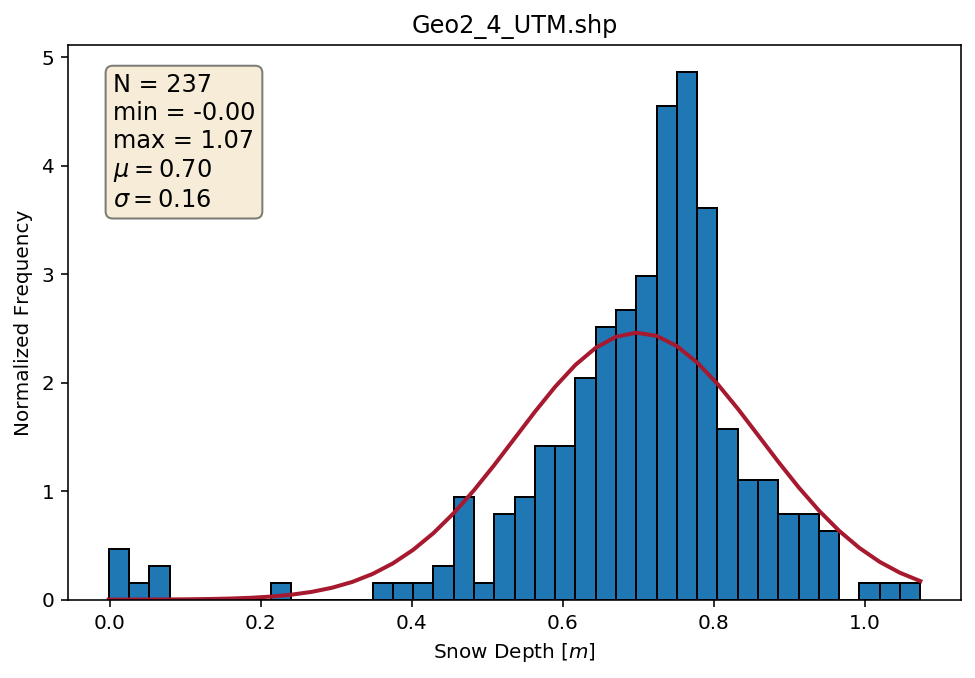 Geo2_4_UTM.shp
N = 237
min = -0.00
max = 1.07
μ = 0.70
σ = 0.16
Normalized Frequency
5
4
3
2
1
0
0.0 0.2 0.4 0.6 0.8 1.0
Snow Depth [m]